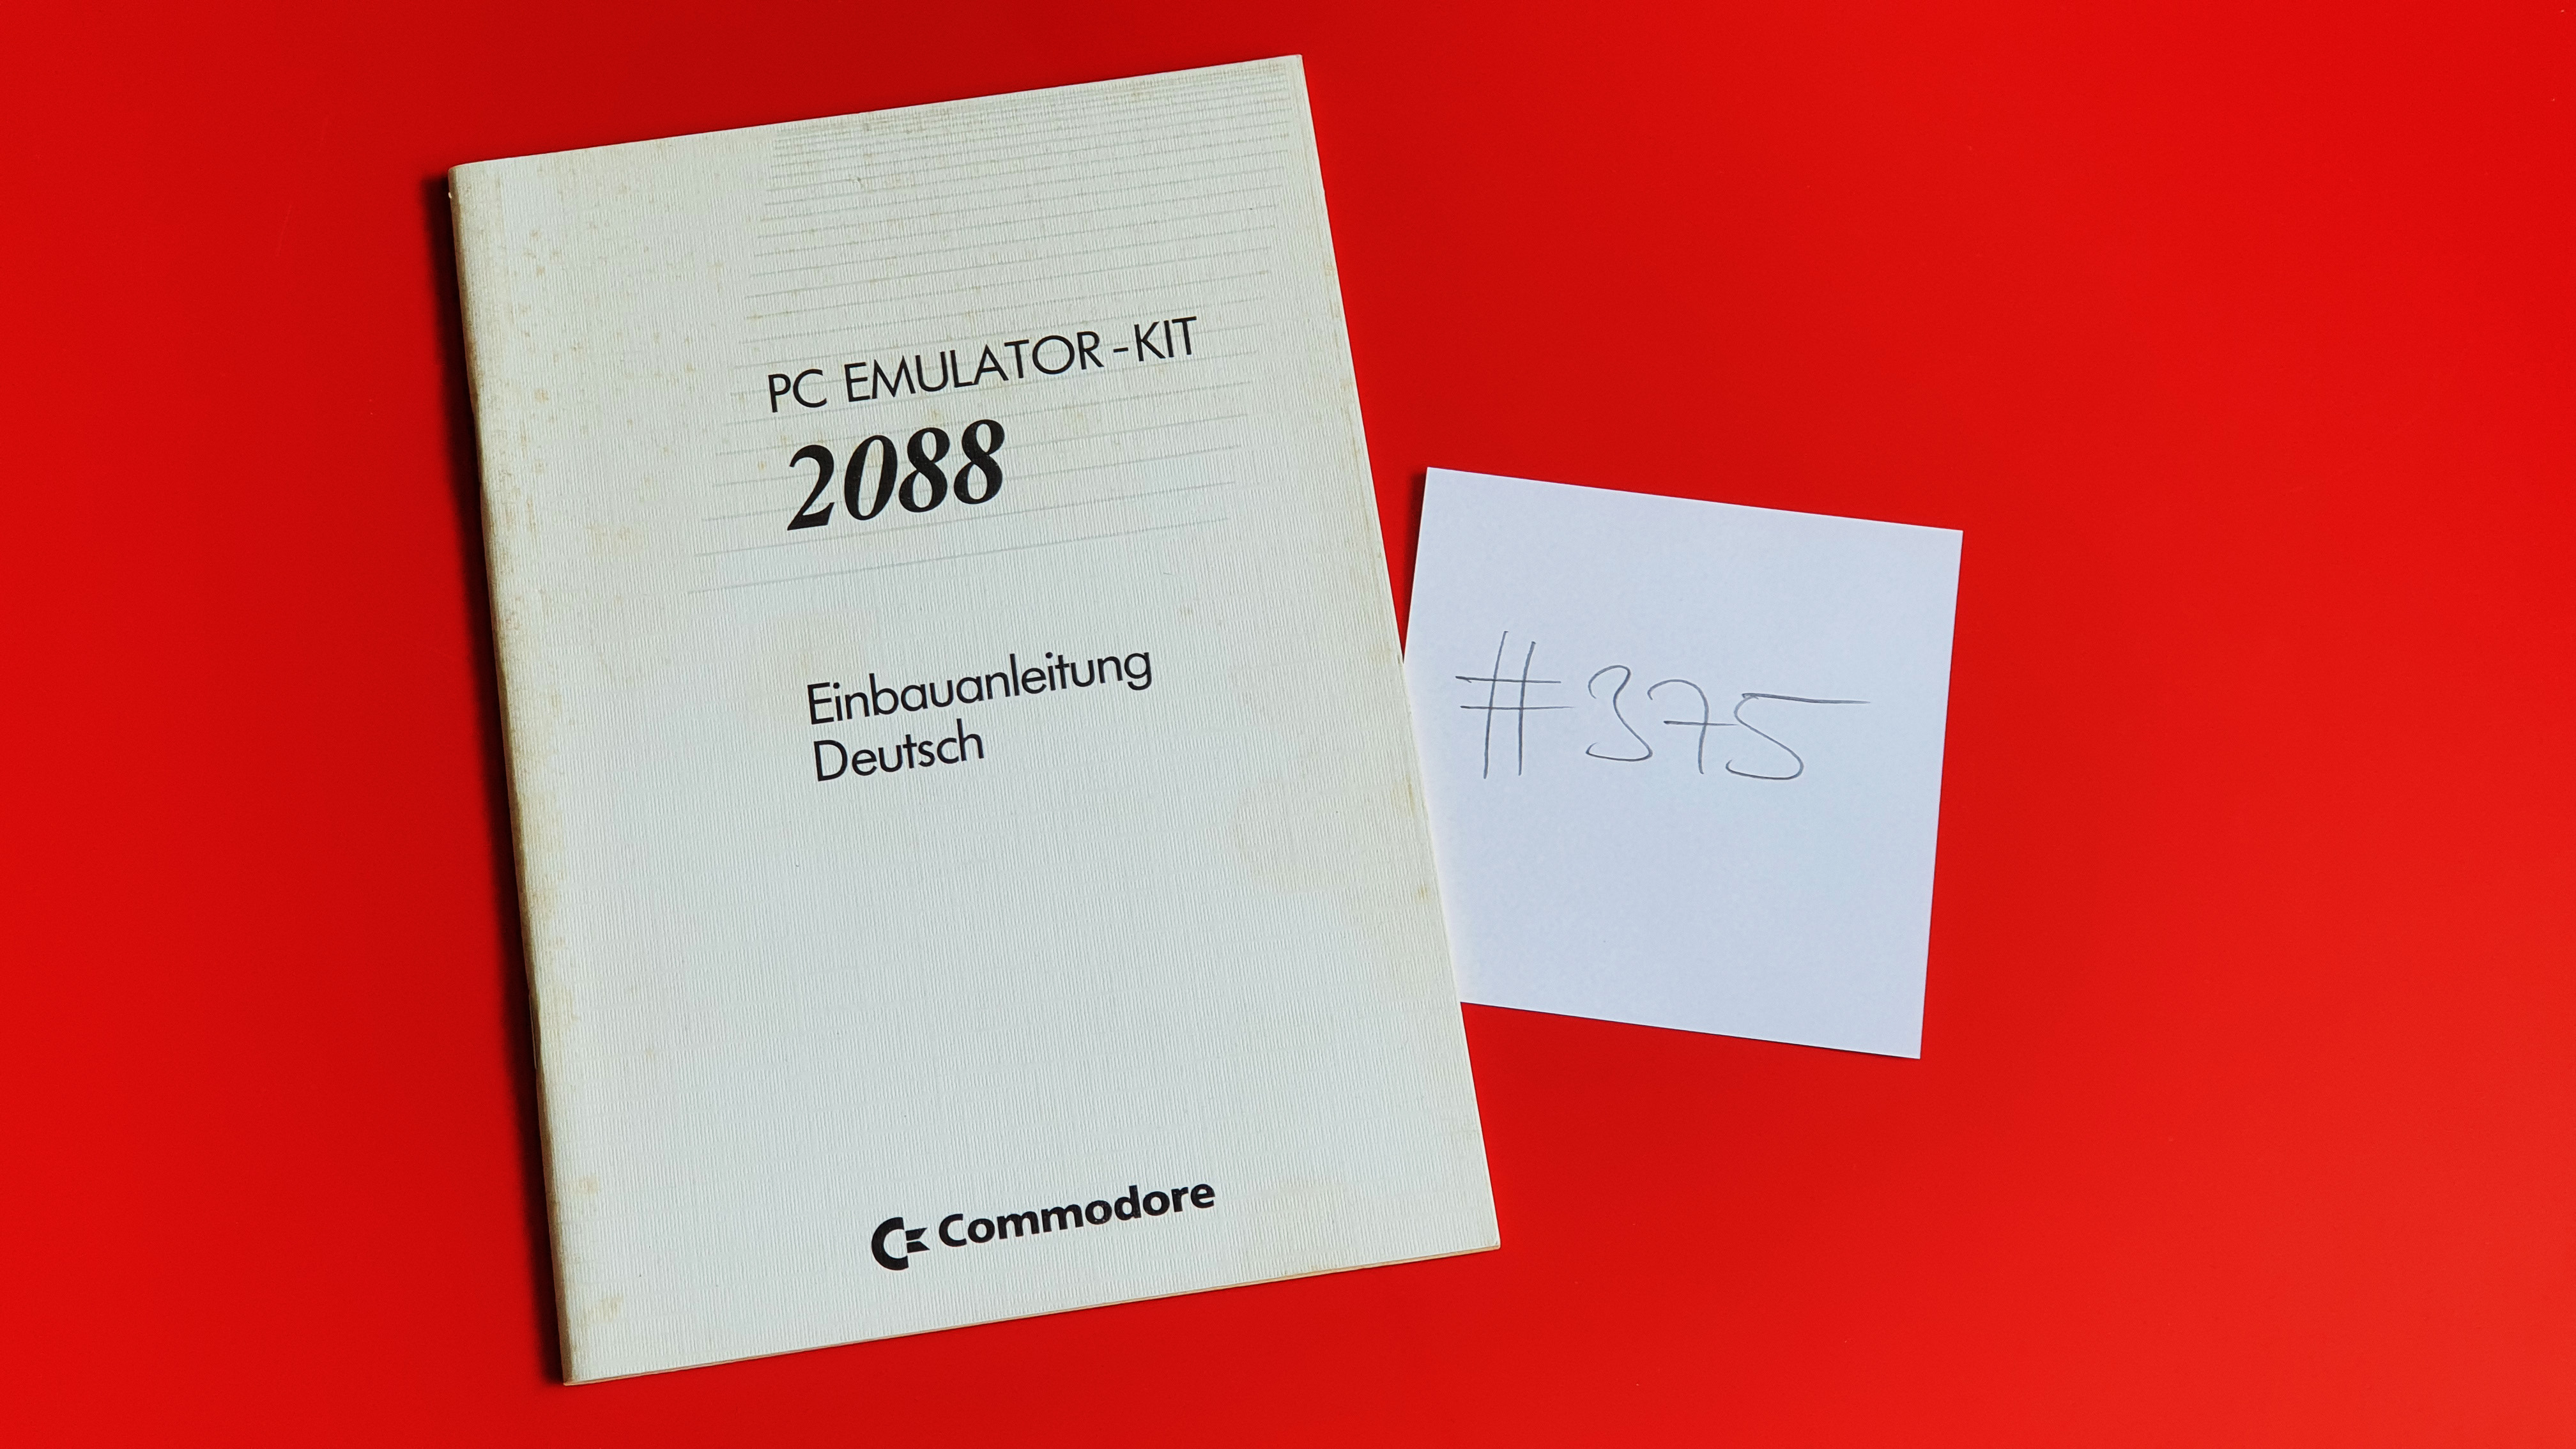 PC EMULATOR-KIT
2088
Einbauanleitung
Deutsch
Commodore
#375